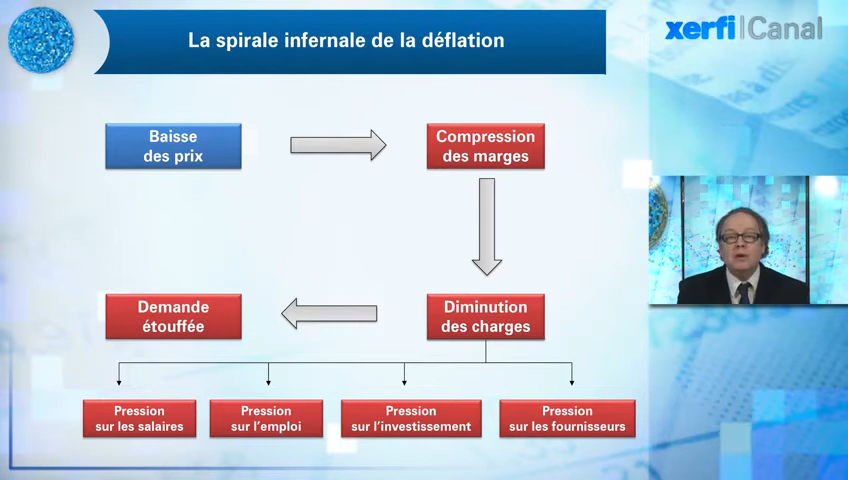 La spirale infernale de la déflation
xerfi|Canal
Baisse
des prix
Compression
des marges
Demande
étouffée
Diminution
des charges
Pression
sur les salaires
Pression
sur l'emploi
Pression
sur l'investissement
Pression
sur les fournisseurs